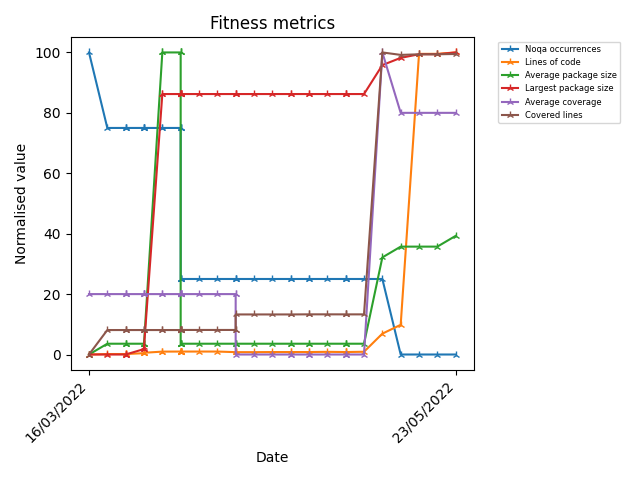 Fitness metrics
Normalised value
100
80
60
40
20
0
16/03/2022
23/05/2022
Date
Noqa occurrences
Lines of code
Average package size
Largest package size
Average coverage
Covered lines